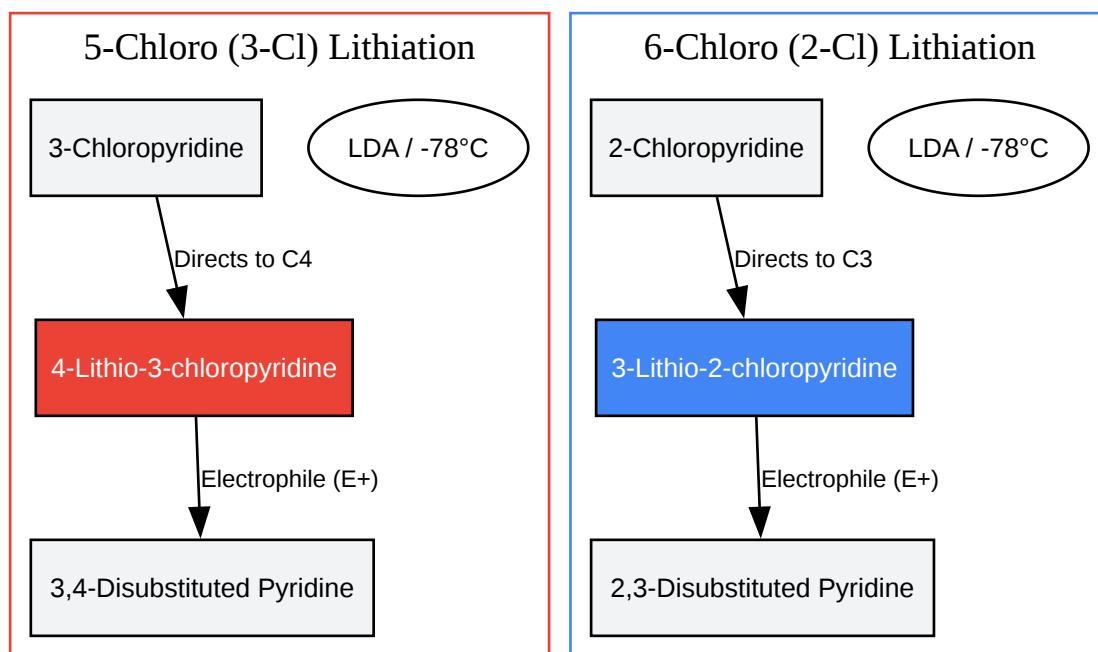 5-Chloro (3-Cl) Lithiation
3-Chloropyridine
LDA / -78°C
Directs to C4
4-Lithio-3-chloropyridine
Electrophile (E+)
3,4-Disubstituted Pyridine
6-Chloro (2-Cl) Lithiation
2-Chloropyridine
LDA / -78°C
Directs to C3
3-Lithio-2-chloropyridine
Electrophile (E+)
2,3-Disubstituted Pyridine